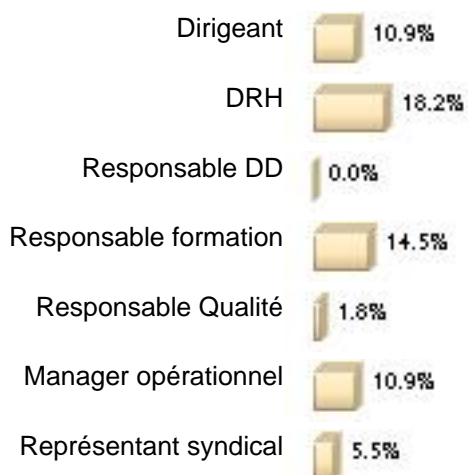 Dirigeant 10.9%
DRH 18.2%
Responsable DD 0.0%
Responsable formation 14.5%
Responsable Qualité 1.8%
Manager opérationnel 10.9%
Représentant syndical 5.5%